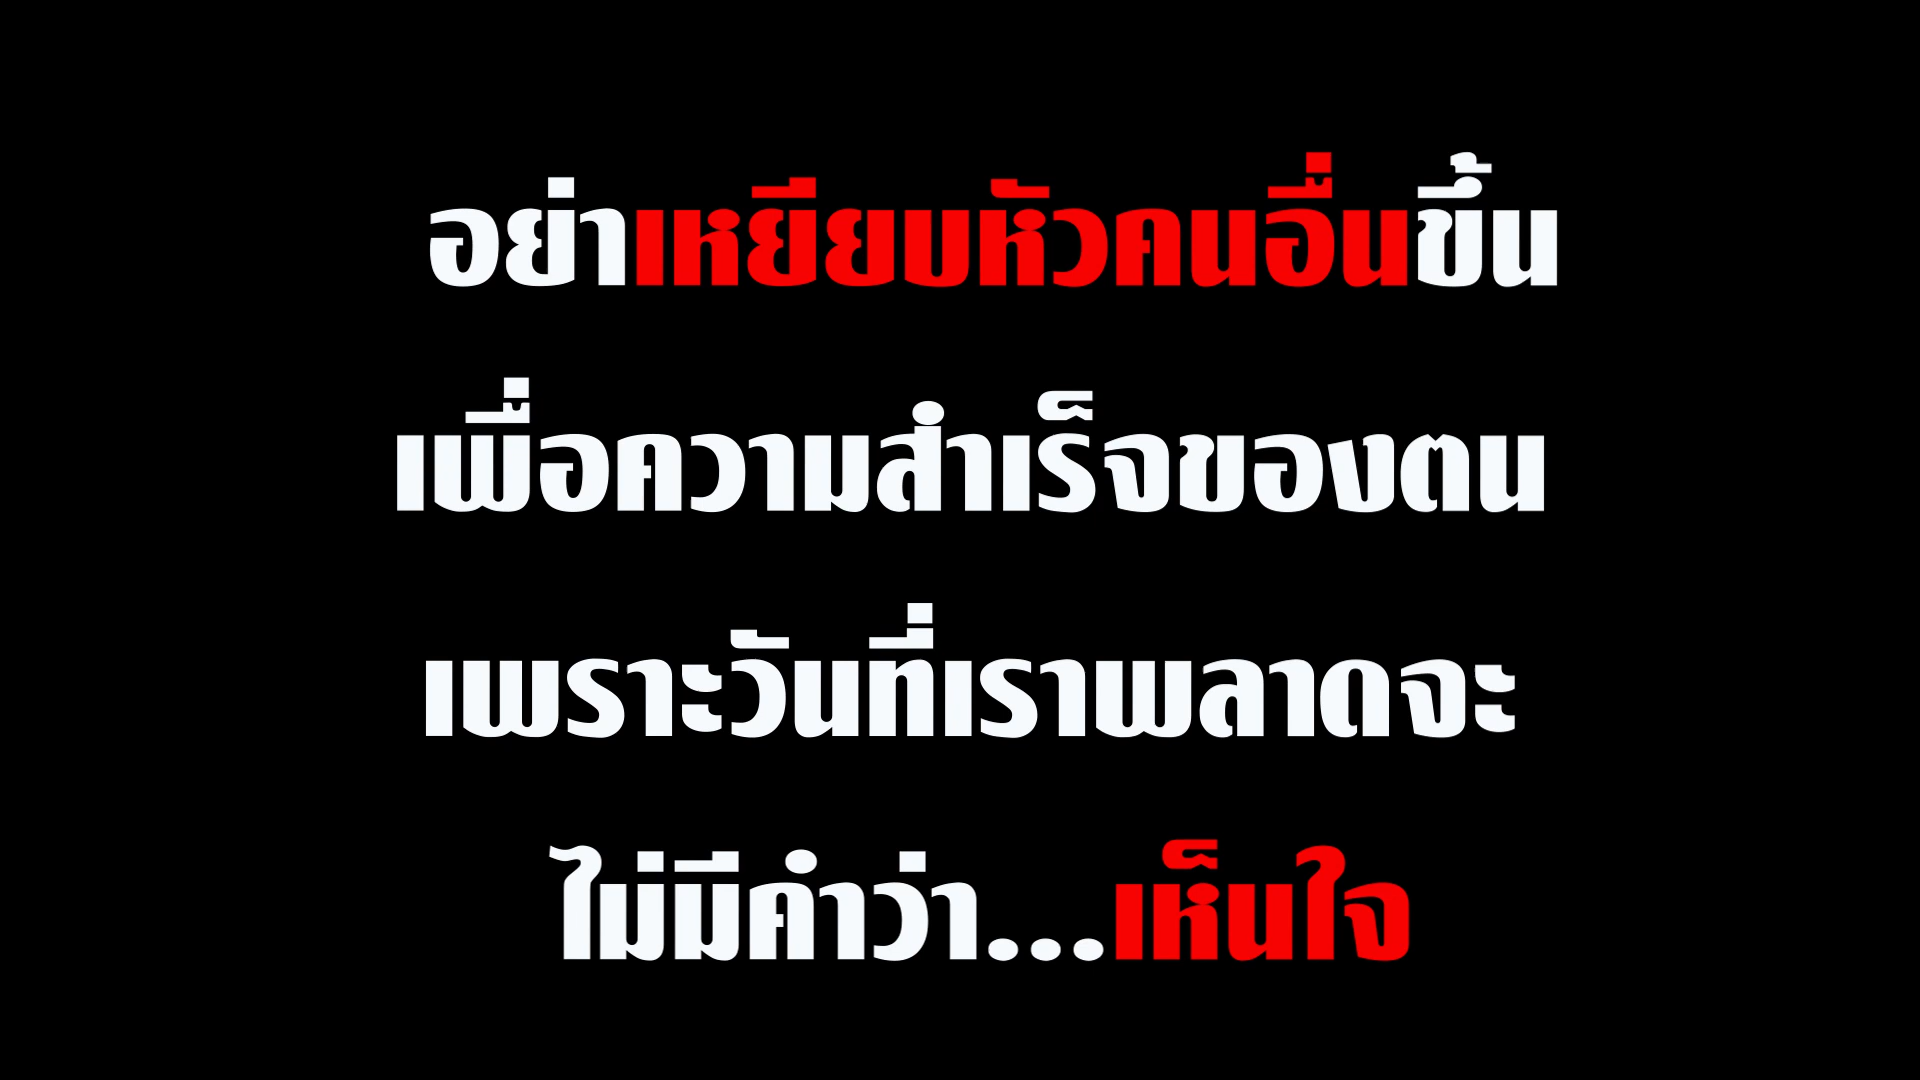 อย่าเหยียบหัวคนอื่นขึ้น
เพื่อความสำเร็จของตน
เพราะวันที่เราพลาดจะ
ไม่มีคำว่า...เห็นใจ